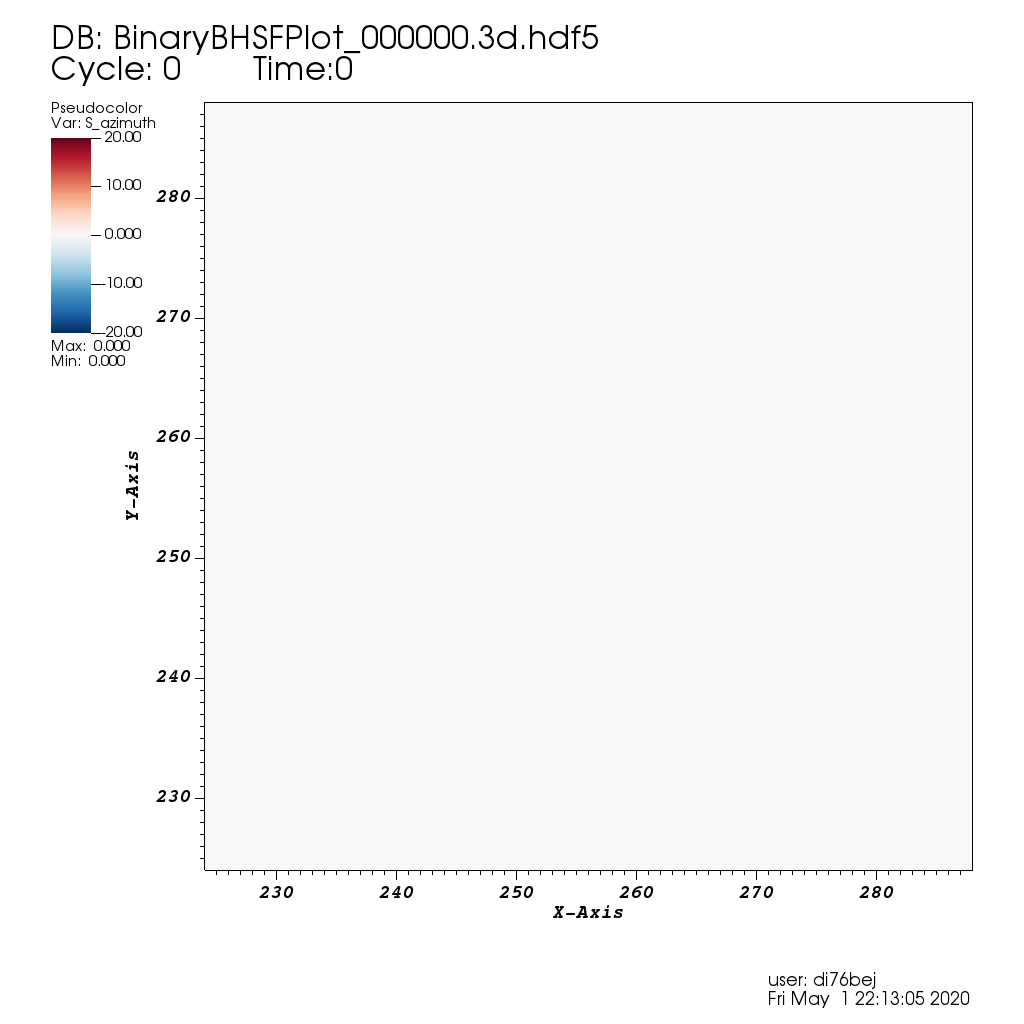 DB: BinaryBHSFPlot_000000.3d.hdf5
Cycle: 0 Time:0
Pseudocolor
Var: S_azimuth
20.00
10.00
0.000
-10.00
-20.00
Max: 0.000
Min: 0.000
280
270
260
250
240
230
Y-Axis
230 240 250 260 270 280
X-Axis
user: di76bej
Fri May 1 22:13:05 2020